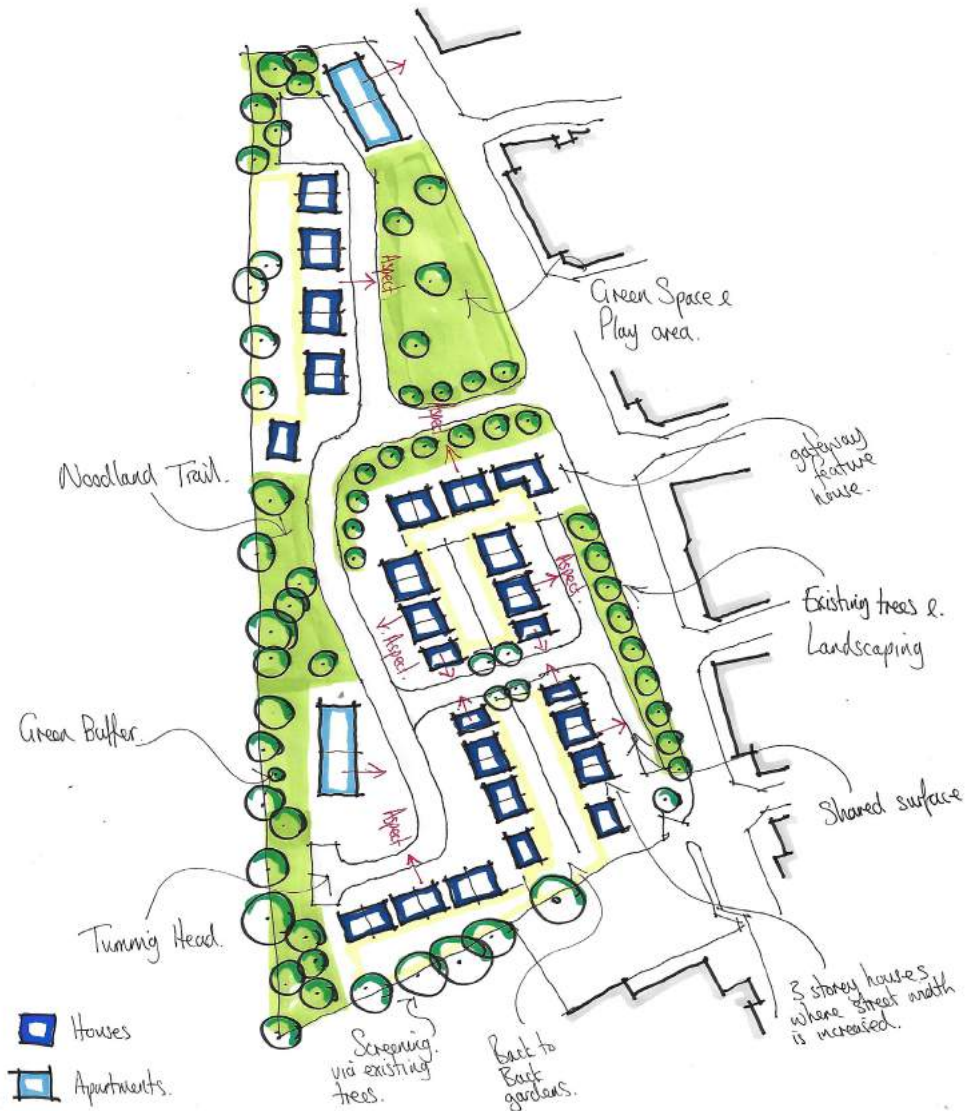 Aspect
Green Space &
Play area.
Aspect
gateway
feature
house.
Woodland Trail.
Aspect.
Existing trees &
Landscaping
Aspect
Green Buffer.
Shared surface
Aspect
Turning Head.
3 storey houses
where street width
is increased.
Houses
Screening
via existing
trees.
Back to
Back
gardens.
Apartments.